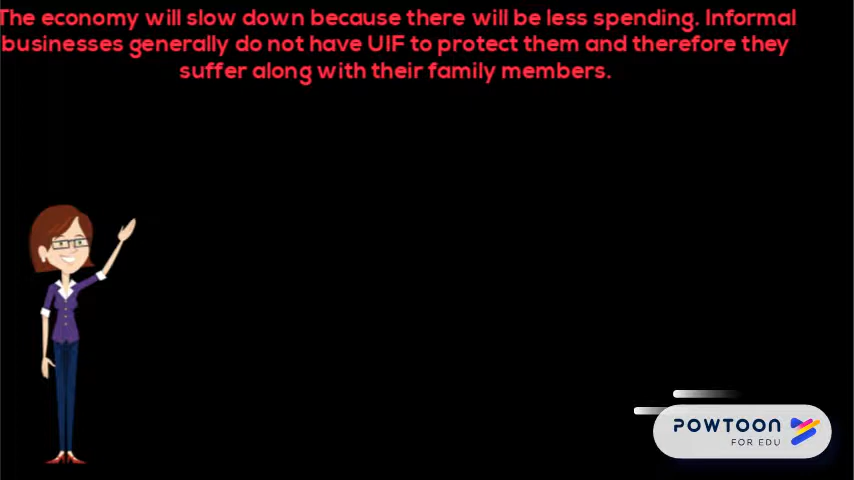 The economy will slow down because there will be less spending. Informal
businesses generally do not have UIF to protect them and therefore they
suffer along with their family members.
POWTOON
FOR EDU